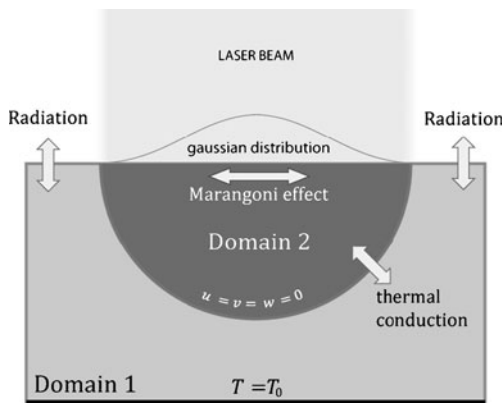 LASER BEAM
Radiation
Radiation
gaussian distribution
Marangoni effect
Domain 2
u = v = w = 0
thermal
conduction
Domain 1
T = T₀